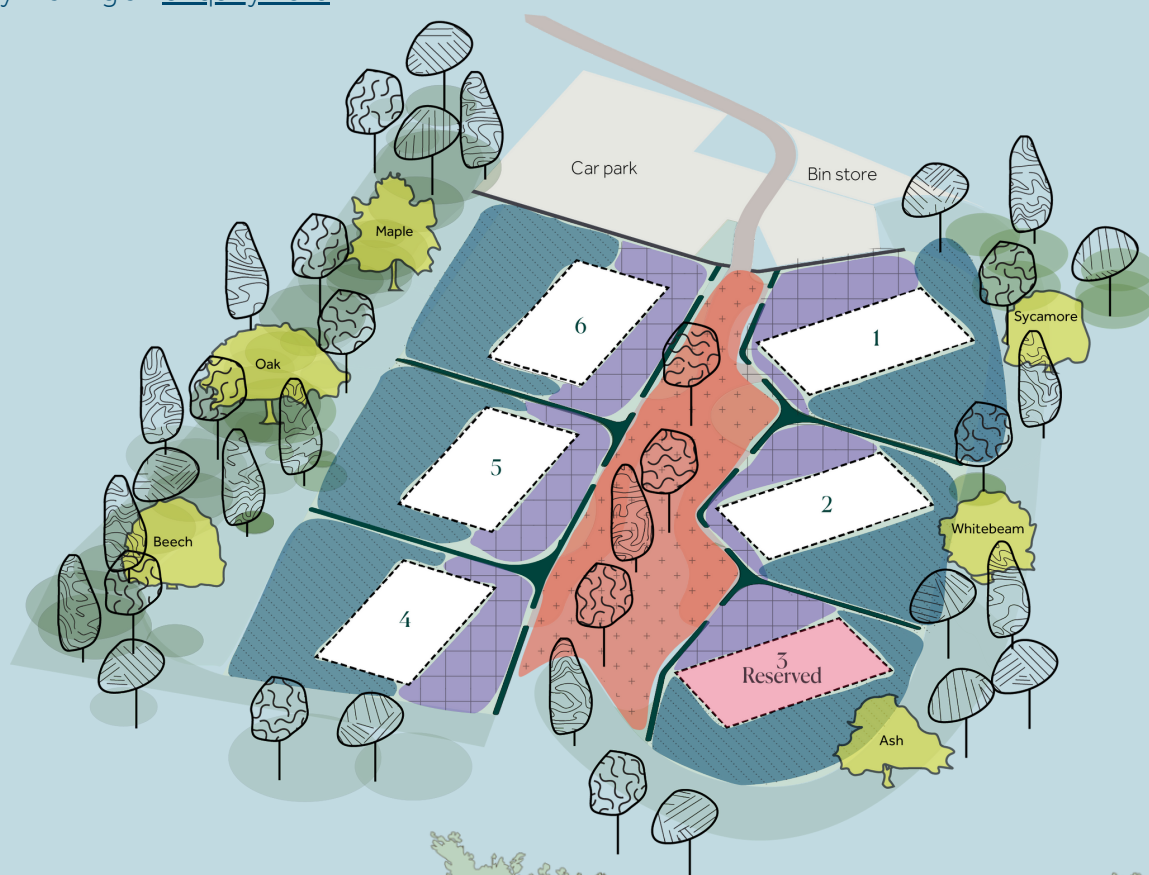 Car park
Bin store
Maple
Sycamore
6
1
Oak
5
2
Whitebeam
Beech
4
3
Reserved
Ash